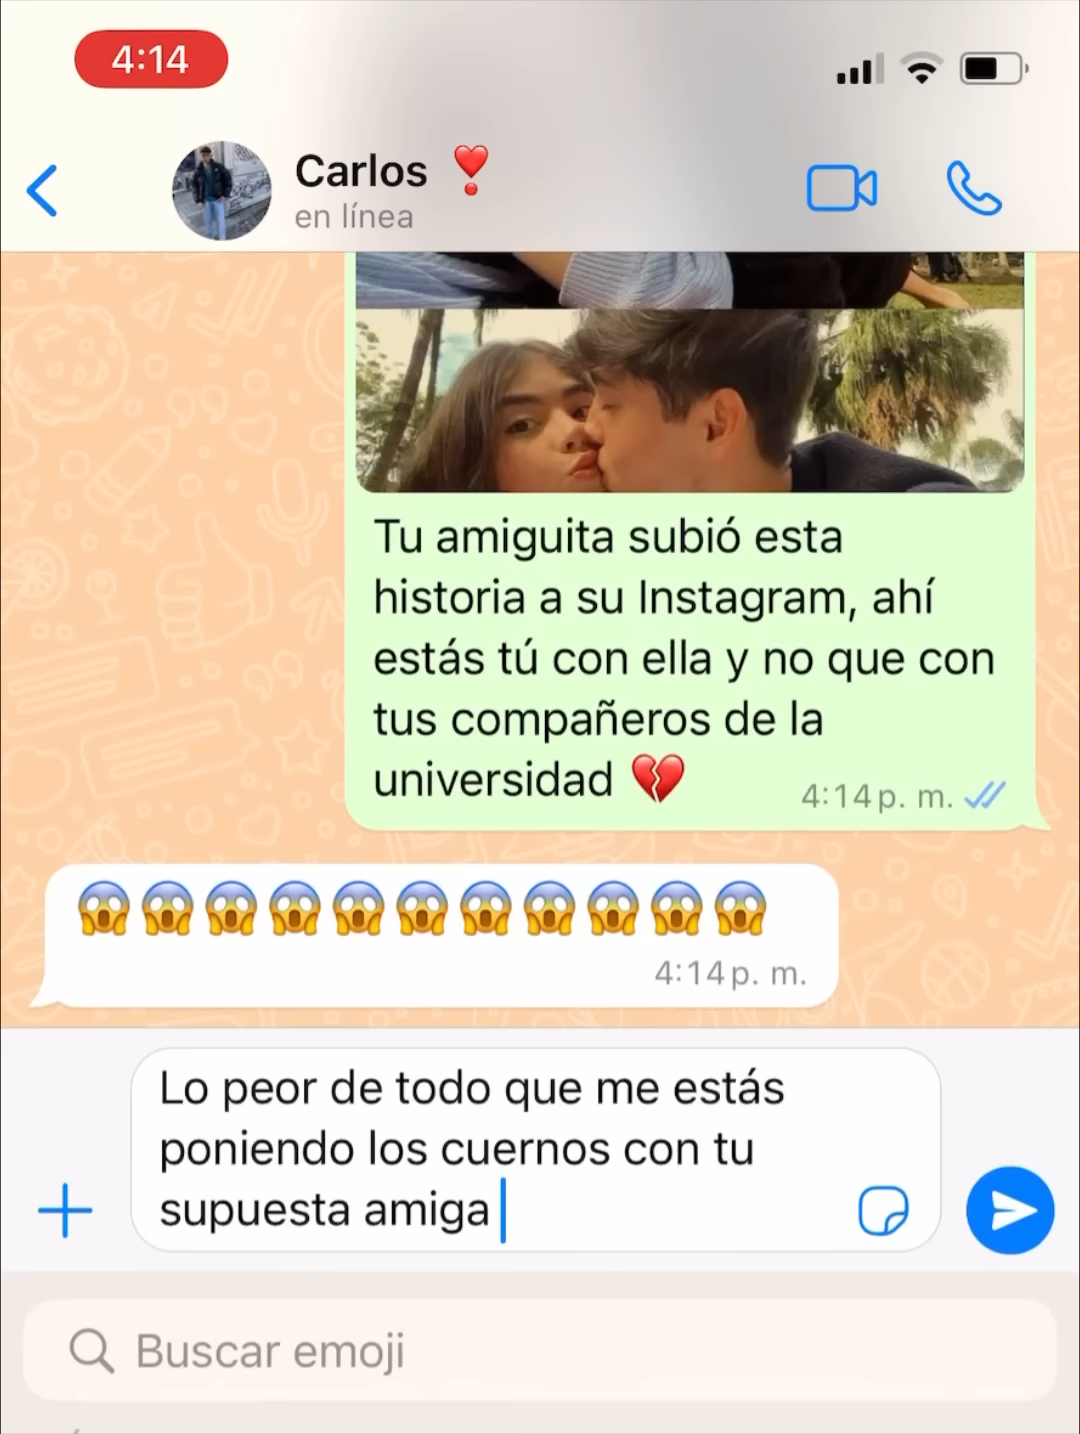 4:14
Carlos ❣️
en línea
Tu amiguita subió esta
historia a su Instagram, ahí
estás tú con ella y no que con
tus compañeros de la
universidad 💔
4:14 p. m.
😱😱😱😱😱😱😱😱😱😱😱
4:14 p. m.
Lo peor de todo que me estás
poniendo los cuernos con tu
supuesta amiga
Buscar emoji